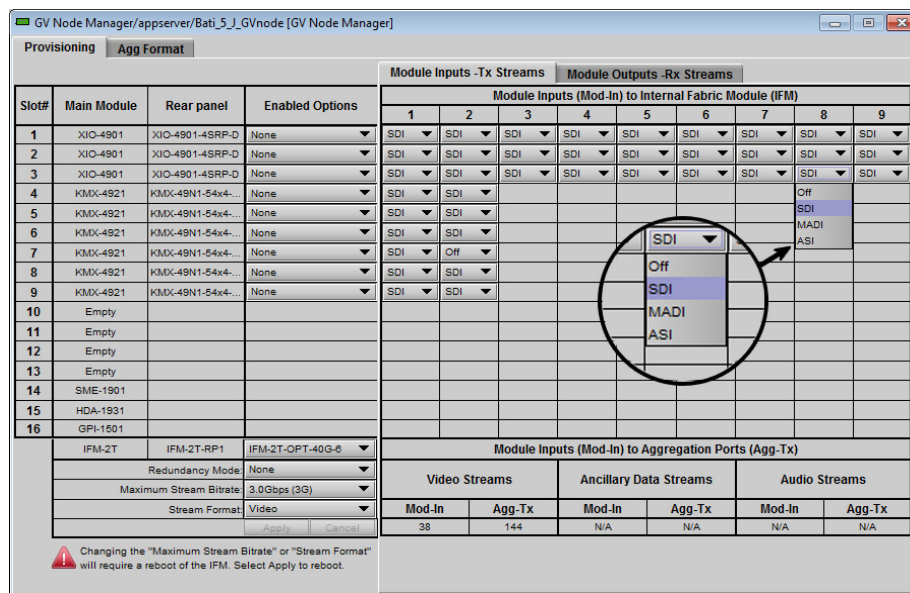 GV Node Manager/appserver/Bati_5_J_GVnode [GV Node Manager]
Provisioning Agg Format
Module Inputs -Tx Streams Module Outputs -Rx Streams
Slot# Main Module Rear panel Enabled Options Module Inputs (Mod-In) to Internal Fabric Module (IFM)
1 2 3 4 5 6 7 8 9
1 XIO-4901 XIO-4901-4SRP-D None SDI SDI SDI SDI SDI SDI SDI SDI SDI
2 XIO-4901 XIO-4901-4SRP-D None SDI SDI SDI SDI SDI SDI SDI SDI SDI
3 XIO-4901 XIO-4901-4SRP-D None SDI SDI SDI SDI SDI SDI SDI SDI SDI
4 KMX-4921 KMX-49N1-54x4-... None SDI SDI Off
5 KMX-4921 KMX-49N1-54x4-... None SDI SDI SDI
6 KMX-4921 KMX-49N1-54x4-... None SDI SDI SDI MADI
7 KMX-4921 KMX-49N1-54x4-... None SDI Off Off ASI
8 KMX-4921 KMX-49N1-54x4-... None SDI SDI
9 KMX-4921 KMX-49N1-54x4-... None SDI SDI SDI
10 Empty MADI
11 Empty ASI
12 Empty
13 Empty
14 SME-1901
15 HDA-1931
16 GPI-1501
IFM-2T IFM-2T-RP1 IFM-2T-OPT-40G-6 Module Inputs (Mod-In) to Aggregation Ports (Agg-Tx)
Redundancy Mode: None
Video Streams Ancillary Data Streams Audio Streams
Maximum Stream Bitrate: 3.0Gbps (3G)
Stream Format: Video
Mod-In Agg-Tx Mod-In Agg-Tx Mod-In Agg-Tx
Apply Cancel 38 144 N/A N/A N/A N/A
Changing the "Maximum Stream Bitrate" or "Stream Format"
will require a reboot of the IFM. Select Apply to reboot.